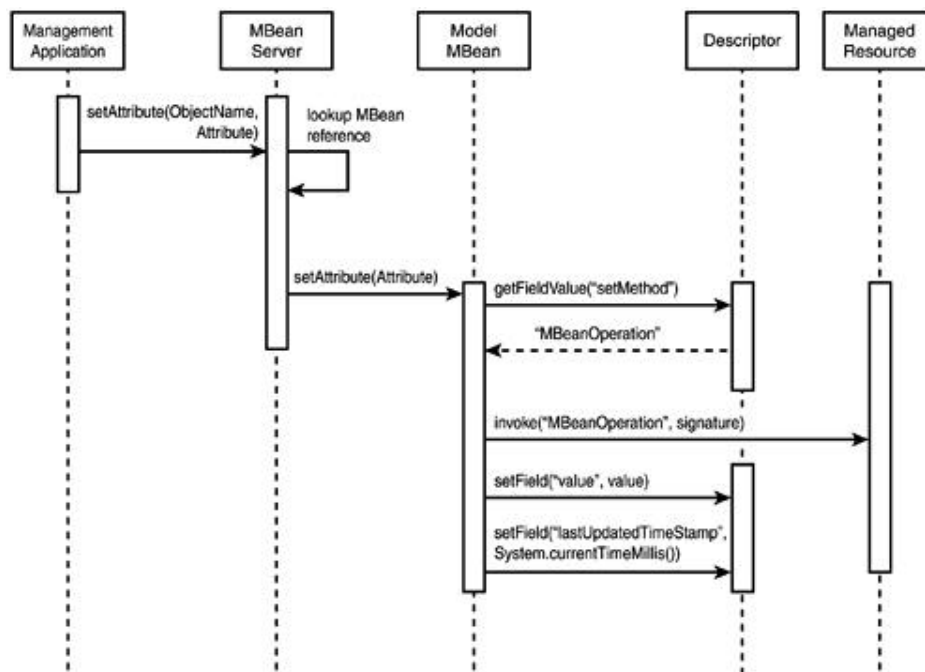 Management
Application
MBean
Server
Model
MBean
Descriptor
Managed
Resource
setAttribute(ObjectName,
Attribute)
lookup MBean
reference
setAttribute(Attribute)
getFieldValue(“setMethod”)
“MBeanOperation”
invoke(“MBeanOperation”, signature)
setField(“value”, value)
setField(“lastUpdatedTimeStamp”,
System.currentTimeMillis())